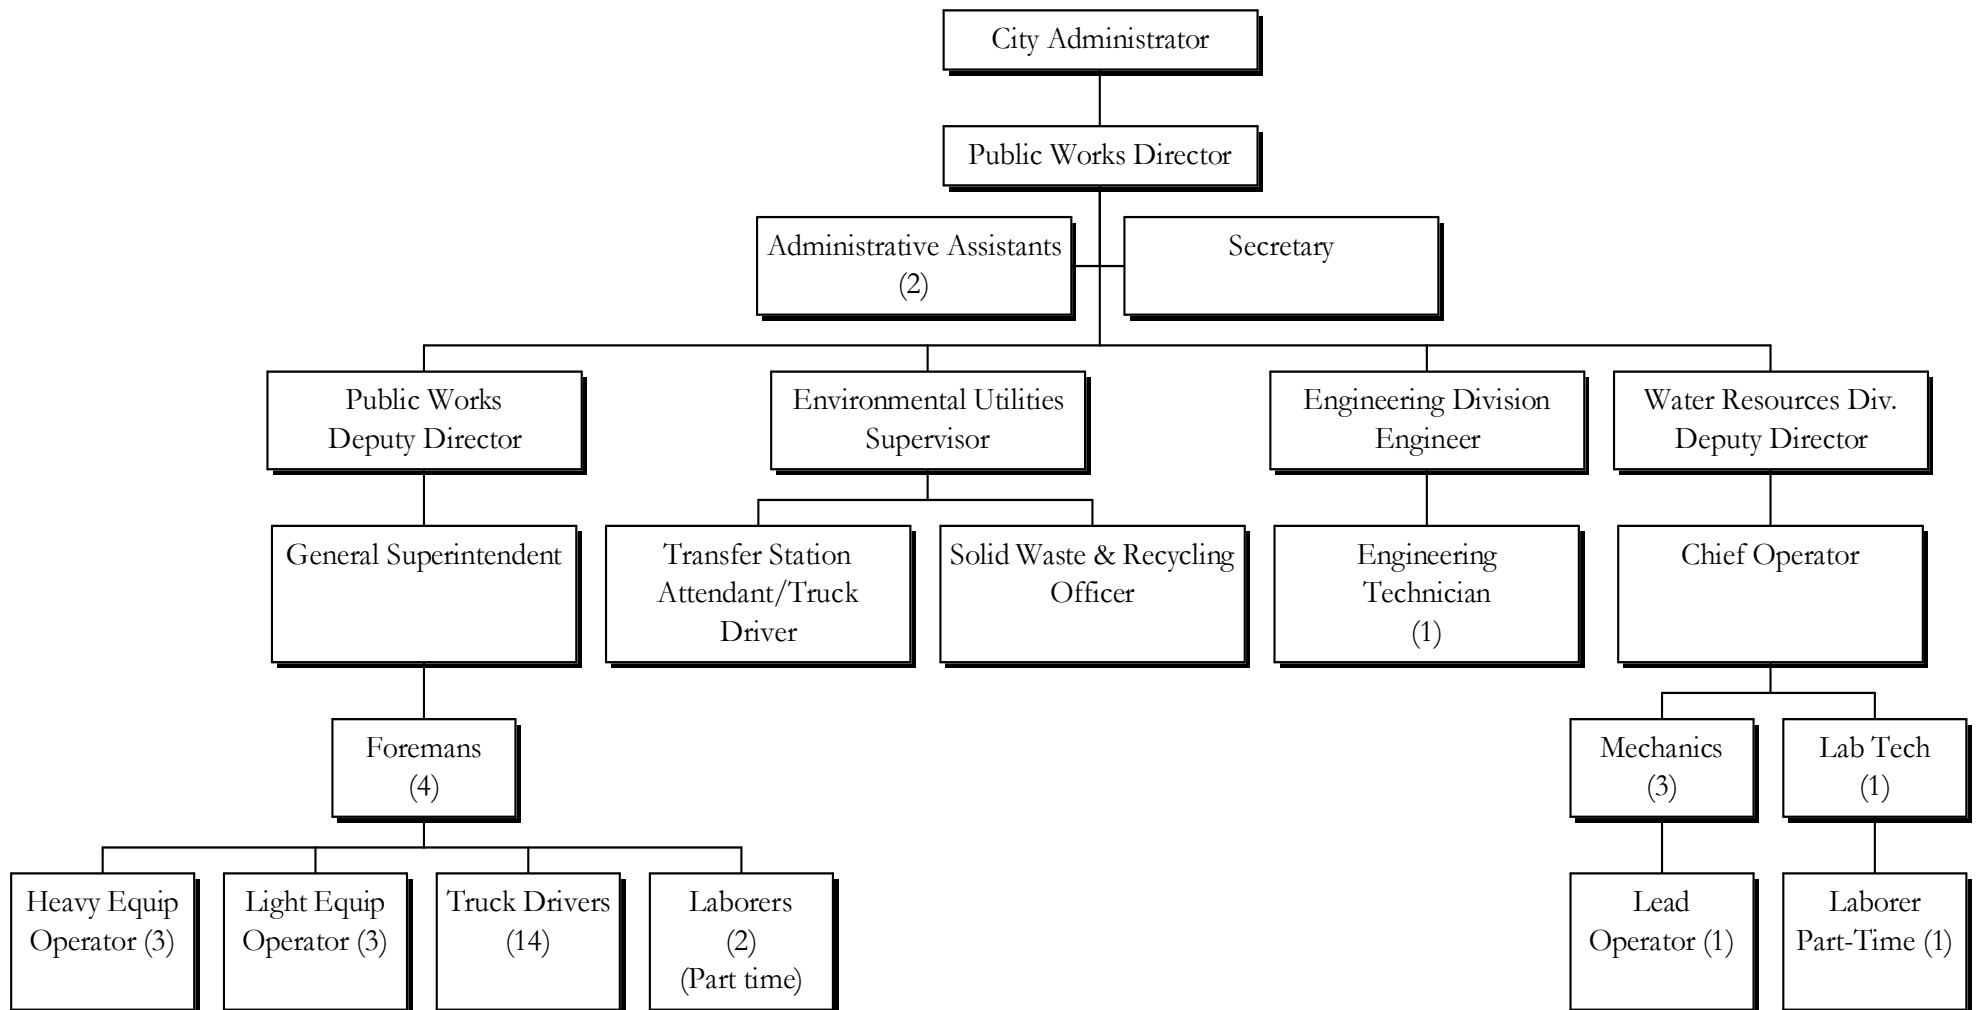 City Administrator
Public Works Director
Administrative Assistants
(2)
Secretary
Public Works
Deputy Director
Environmental Utilities
Supervisor
Engineering Division
Engineer
Water Resources Div.
Deputy Director
General Superintendent
Transfer Station
Attendant/Truck
Driver
Solid Waste & Recycling
Officer
Engineering
Technician
(1)
Chief Operator
Foremans
(4)
Mechanics
(3)
Lab Tech
(1)
Heavy Equip
Operator (3)
Light Equip
Operator (3)
Truck Drivers
(14)
Laborers
(2)
(Part time)
Lead
Operator (1)
Laborer
Part-Time (1)